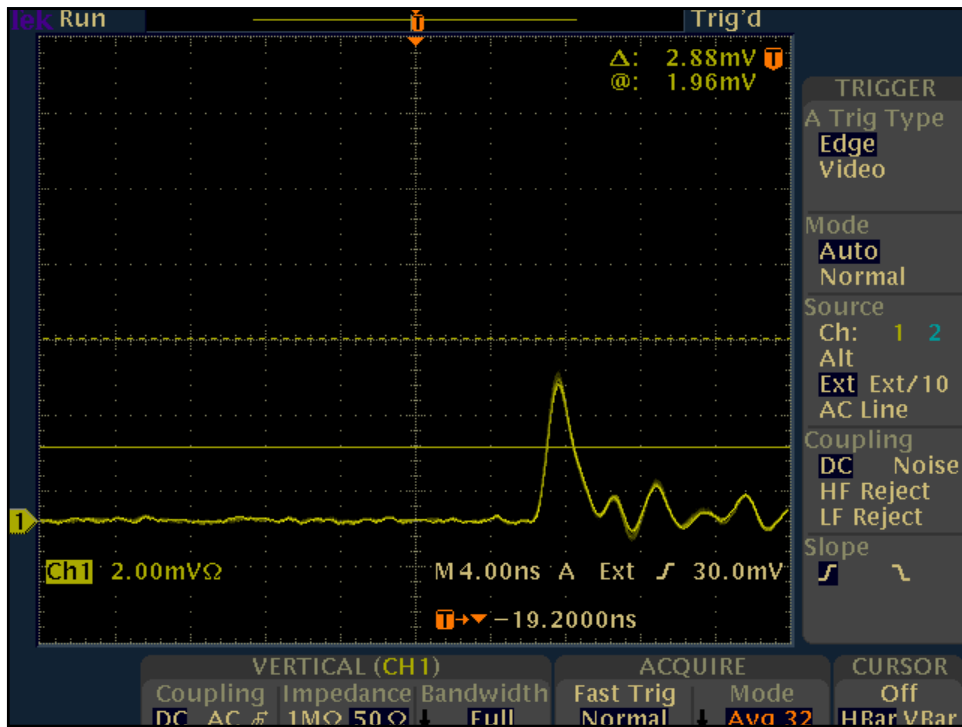 Tek Run Trig'd
T
Δ: 2.88mV T
@: 1.96mV
TRIGGER
A Trig Type
Edge
Video
Mode
Auto
Normal
Source
Ch: 1 2
Alt
Ext Ext/10
AC Line
Coupling
DC Noise
HF Reject
LF Reject
Slope
1
Ch1 2.00mVΩ M 4.00ns A Ext 30.0mV
T→ −19.2000ns
VERTICAL (CH1) ACQUIRE CURSOR
Coupling Impedance Bandwidth Fast Trig Mode Off
DC AC 1MΩ 50Ω Full Normal Avg 32 HBar VBar